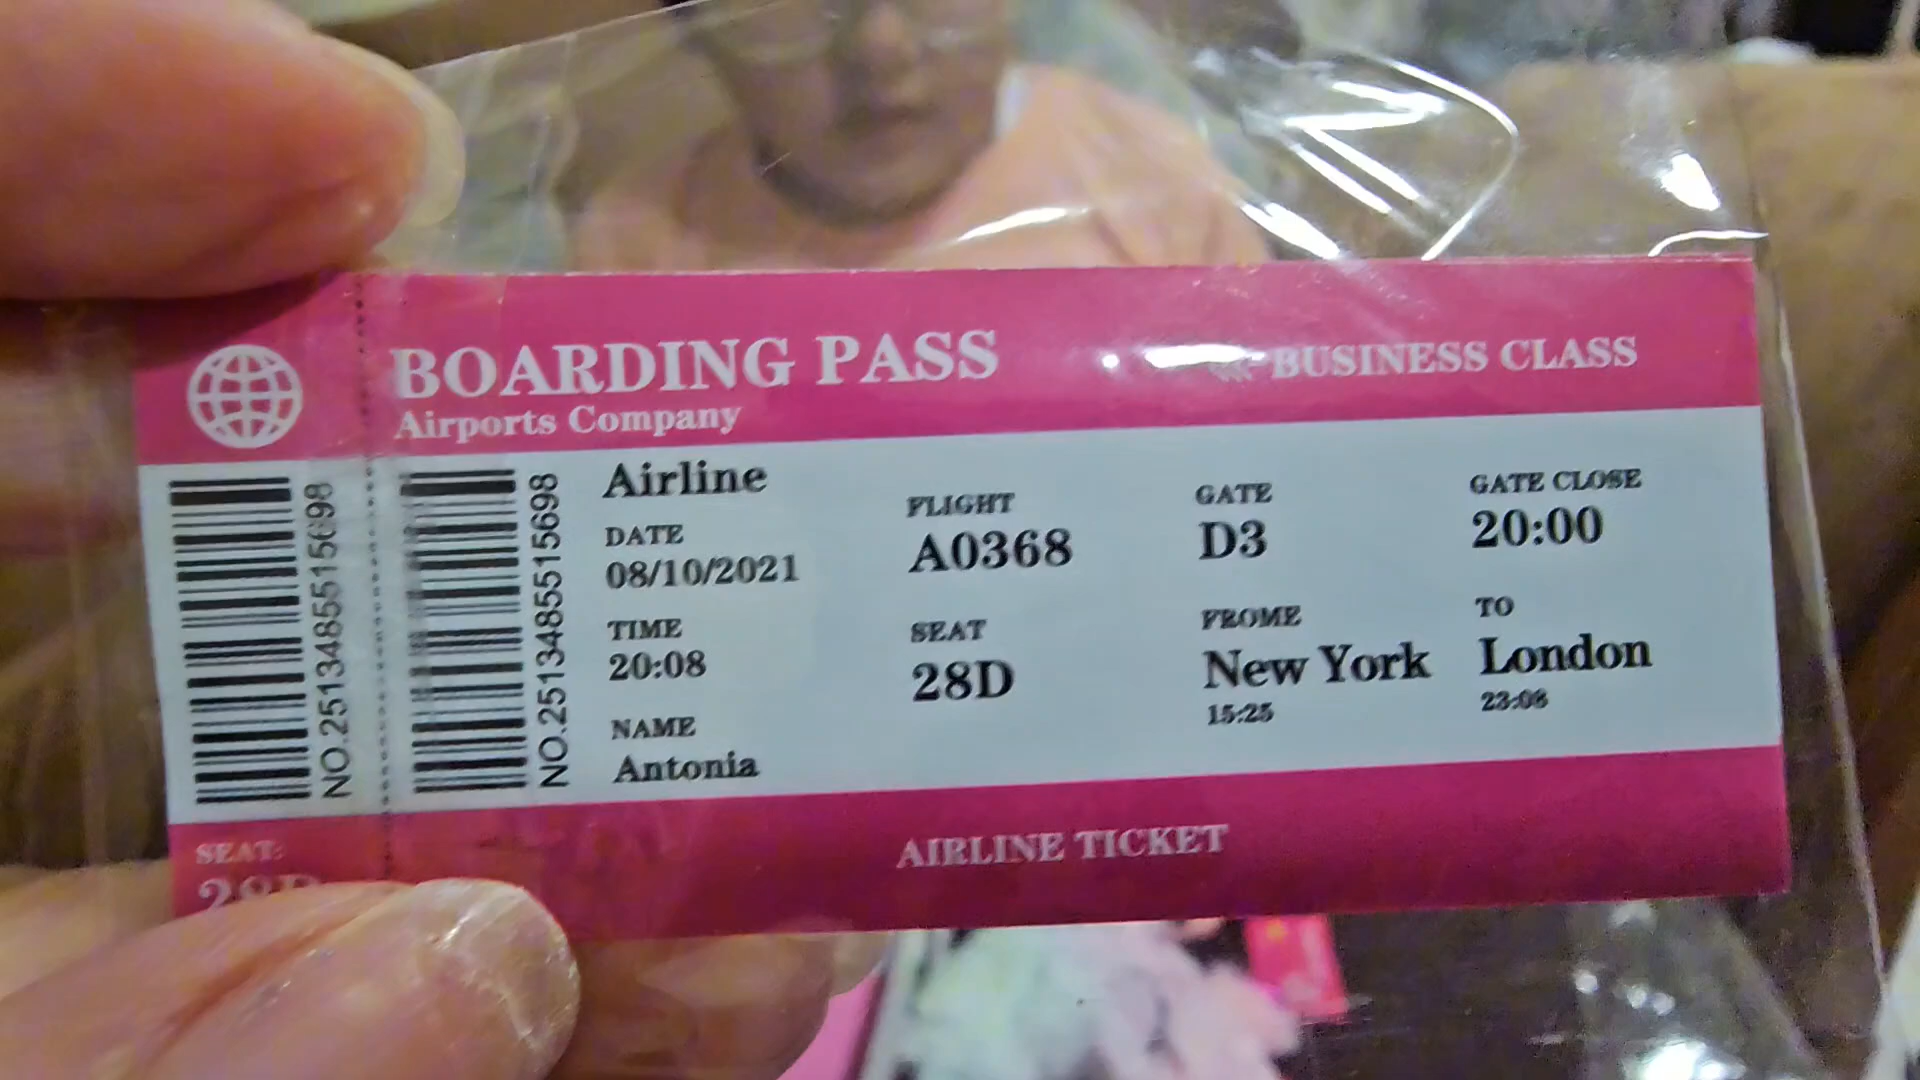 BOARDING PASS
Airports Company
BUSINESS CLASS
NO.2513485515698
NO.2513485515698
Airline
DATE
08/10/2021
TIME
20:08
NAME
Antonia
FLIGHT
A0368
SEAT
28D
GATE
D3
GATE CLOSE
20:00
FROME
New York
15:25
TO
London
23:08
SEAT:
28D
AIRLINE TICKET